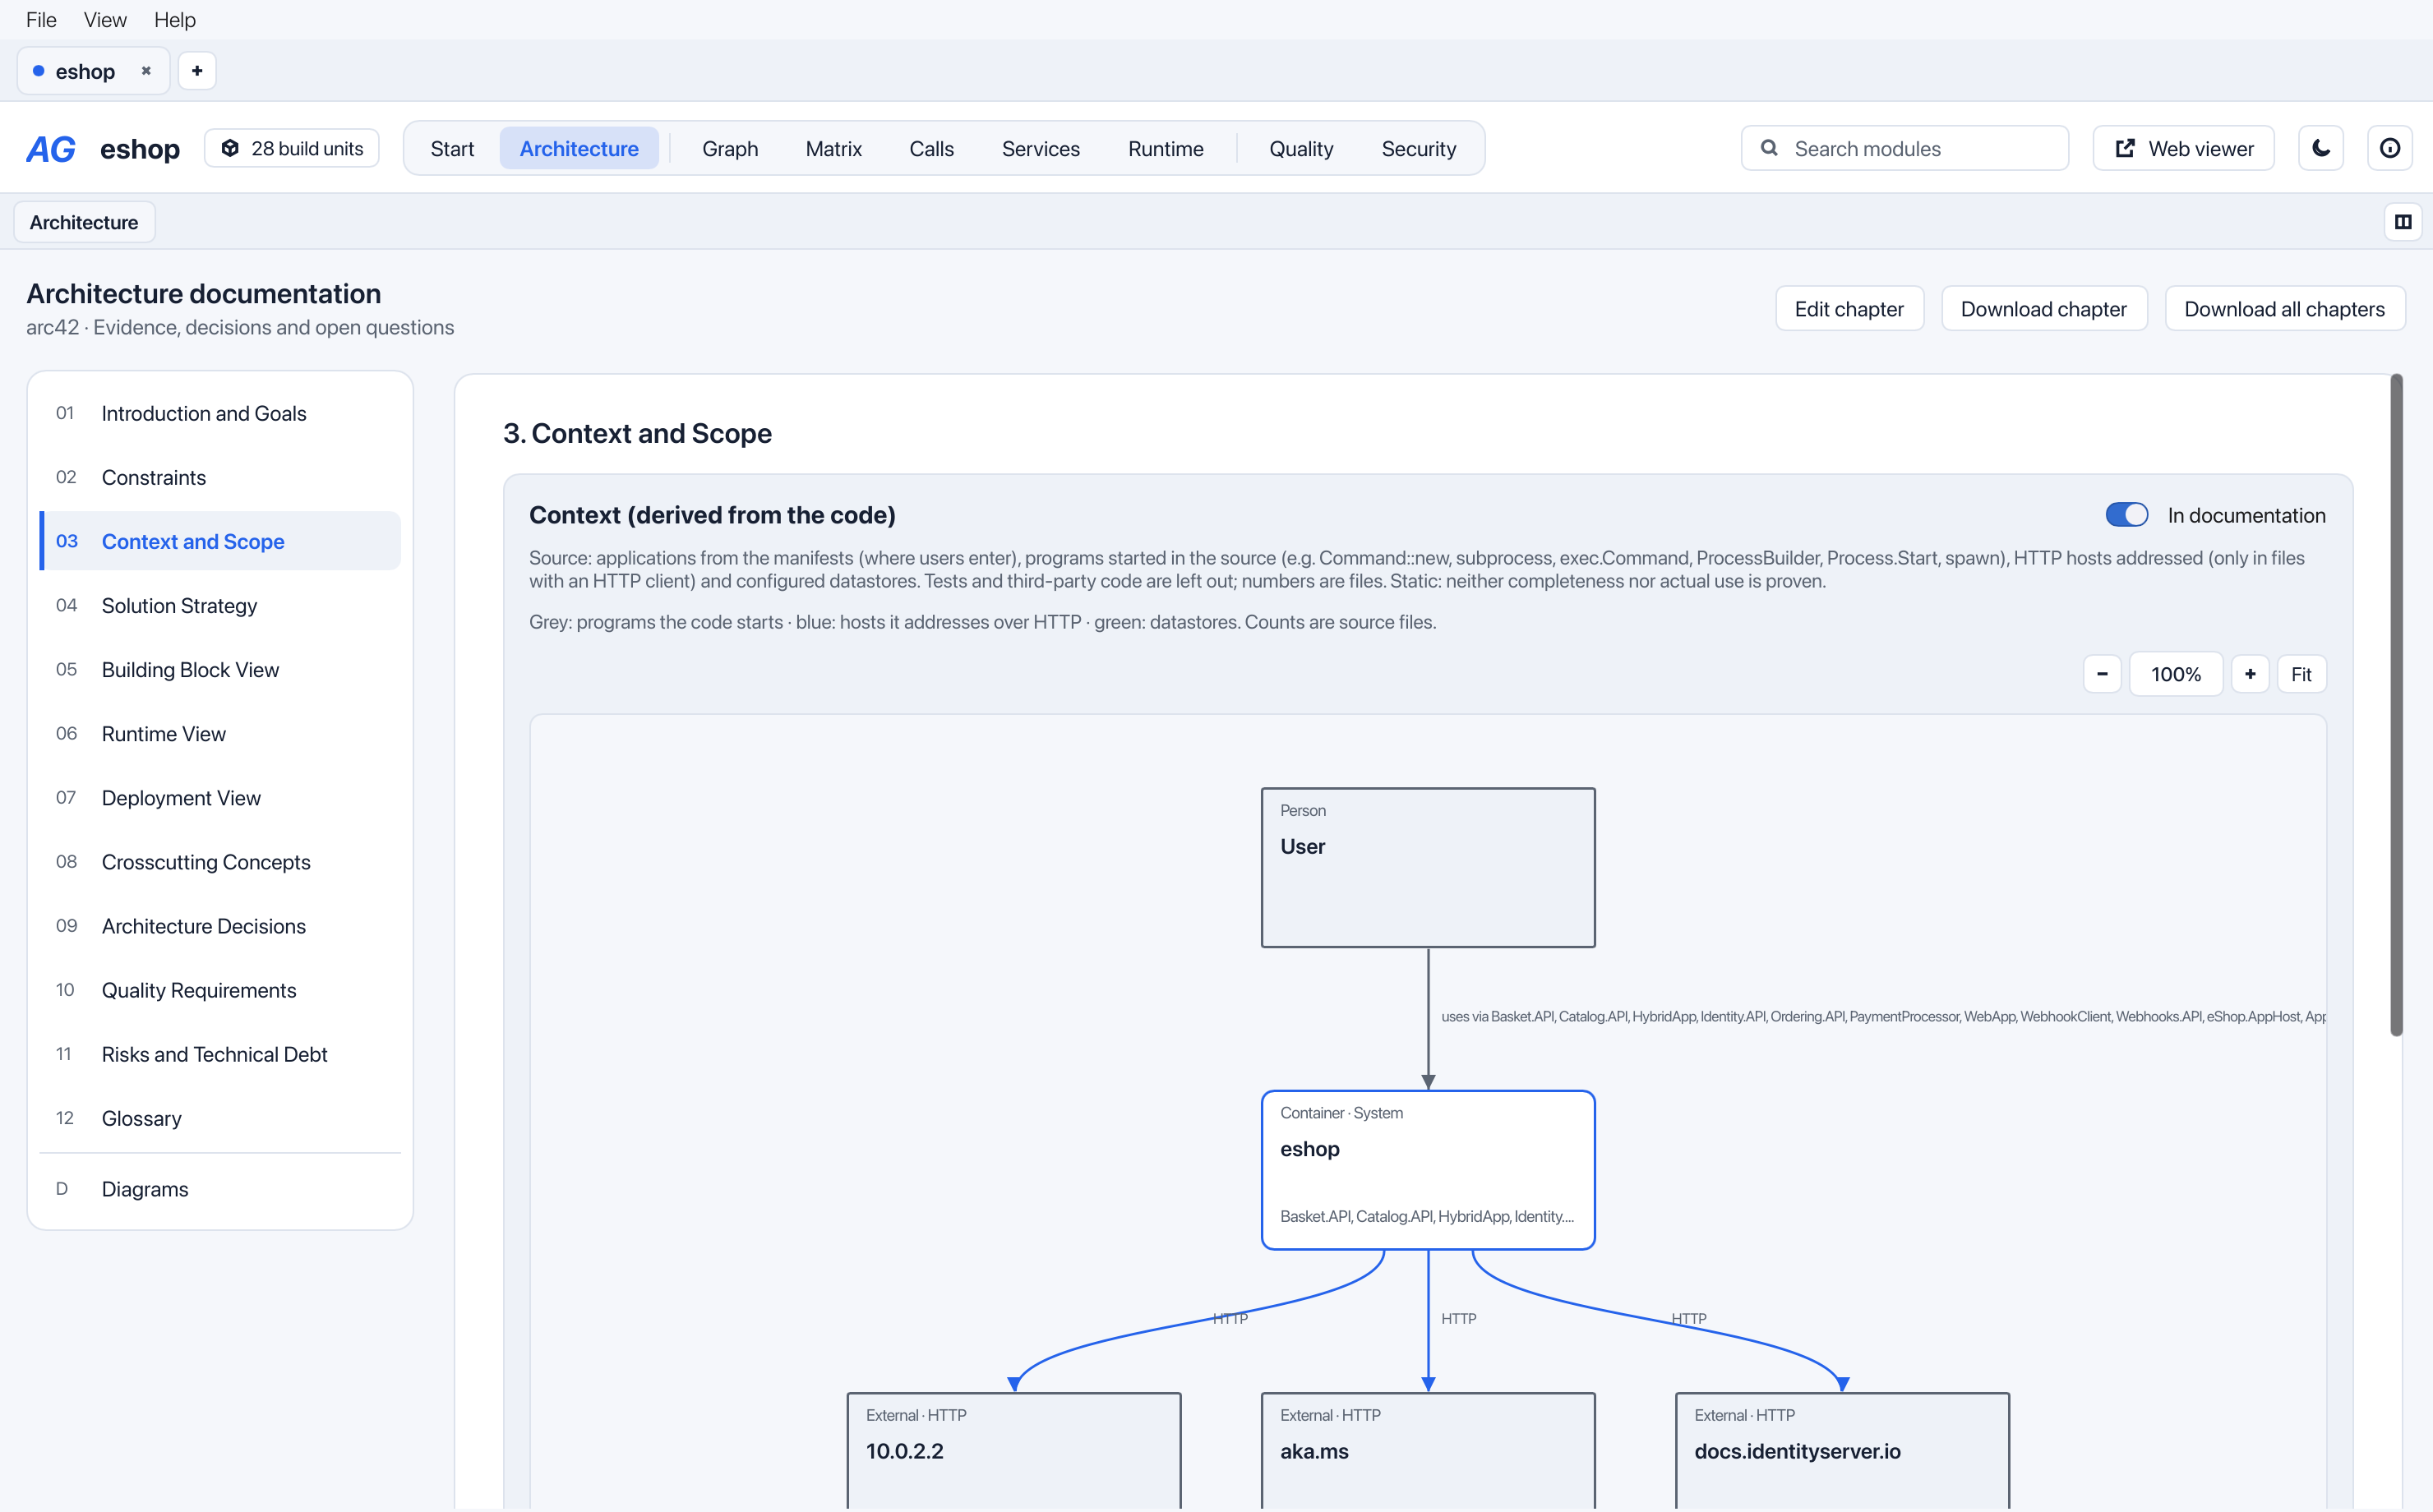 File View Help
eshop
AG eshop 28 build units Start Architecture Graph Matrix Calls Services Runtime Quality Security Search modules Web viewer
Architecture
Architecture documentation
arc42 · Evidence, decisions and open questions
Edit chapter Download chapter Download all chapters
01 Introduction and Goals
02 Constraints
03 Context and Scope
04 Solution Strategy
05 Building Block View
06 Runtime View
07 Deployment View
08 Crosscutting Concepts
09 Architecture Decisions
10 Quality Requirements
11 Risks and Technical Debt
12 Glossary
D Diagrams
3. Context and Scope
Context (derived from the code)
In documentation
Source: applications from the manifests (where users enter), programs started in the source (e.g. Command::new, subprocess, exec.Command, ProcessBuilder, Process.Start, spawn), HTTP hosts addressed (only in files
with an HTTP client) and configured datastores. Tests and third-party code are left out; numbers are files. Static: neither completeness nor actual use is proven.
Grey: programs the code starts · blue: hosts it addresses over HTTP · green: datastores. Counts are source files.
− 100% + Fit
Person
User
uses via Basket.API, Catalog.API, HybridApp, Identity.API, Ordering.API, PaymentProcessor, WebApp, WebhookClient, Webhooks.API, eShop.AppHost, App
Container · System
eshop
Basket.API, Catalog.API, HybridApp, Identity....
HTTP HTTP HTTP
External · HTTP
10.0.2.2
External · HTTP
aka.ms
External · HTTP
docs.identityserver.io